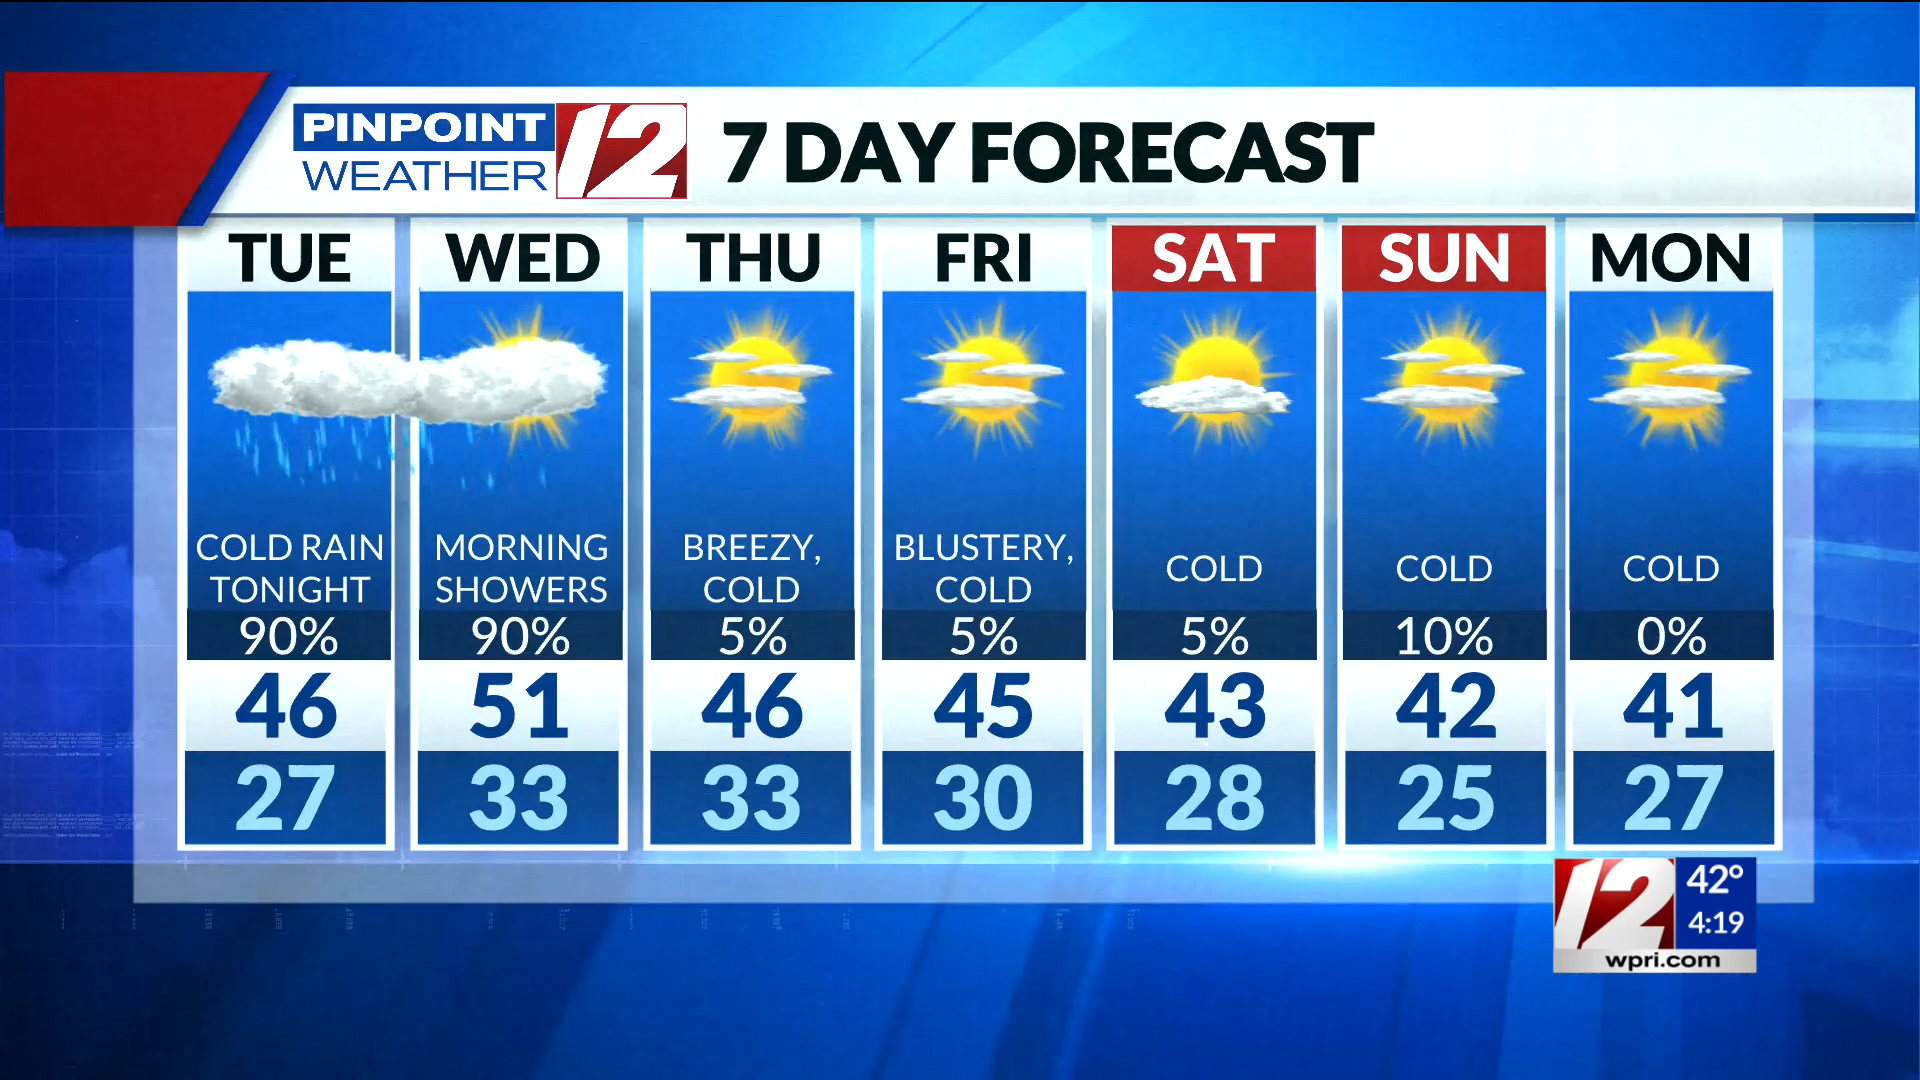 PINPOINT
WEATHER
12
7 DAY FORECAST
TUE
COLD RAIN
TONIGHT
90%
46
27
WED
MORNING
SHOWERS
90%
51
33
THU
BREEZY,
COLD
5%
46
33
FRI
BLUSTERY,
COLD
5%
45
30
SAT
COLD
5%
43
28
SUN
COLD
10%
42
25
MON
COLD
0%
41
27
12
42°
4:19
wpri.com